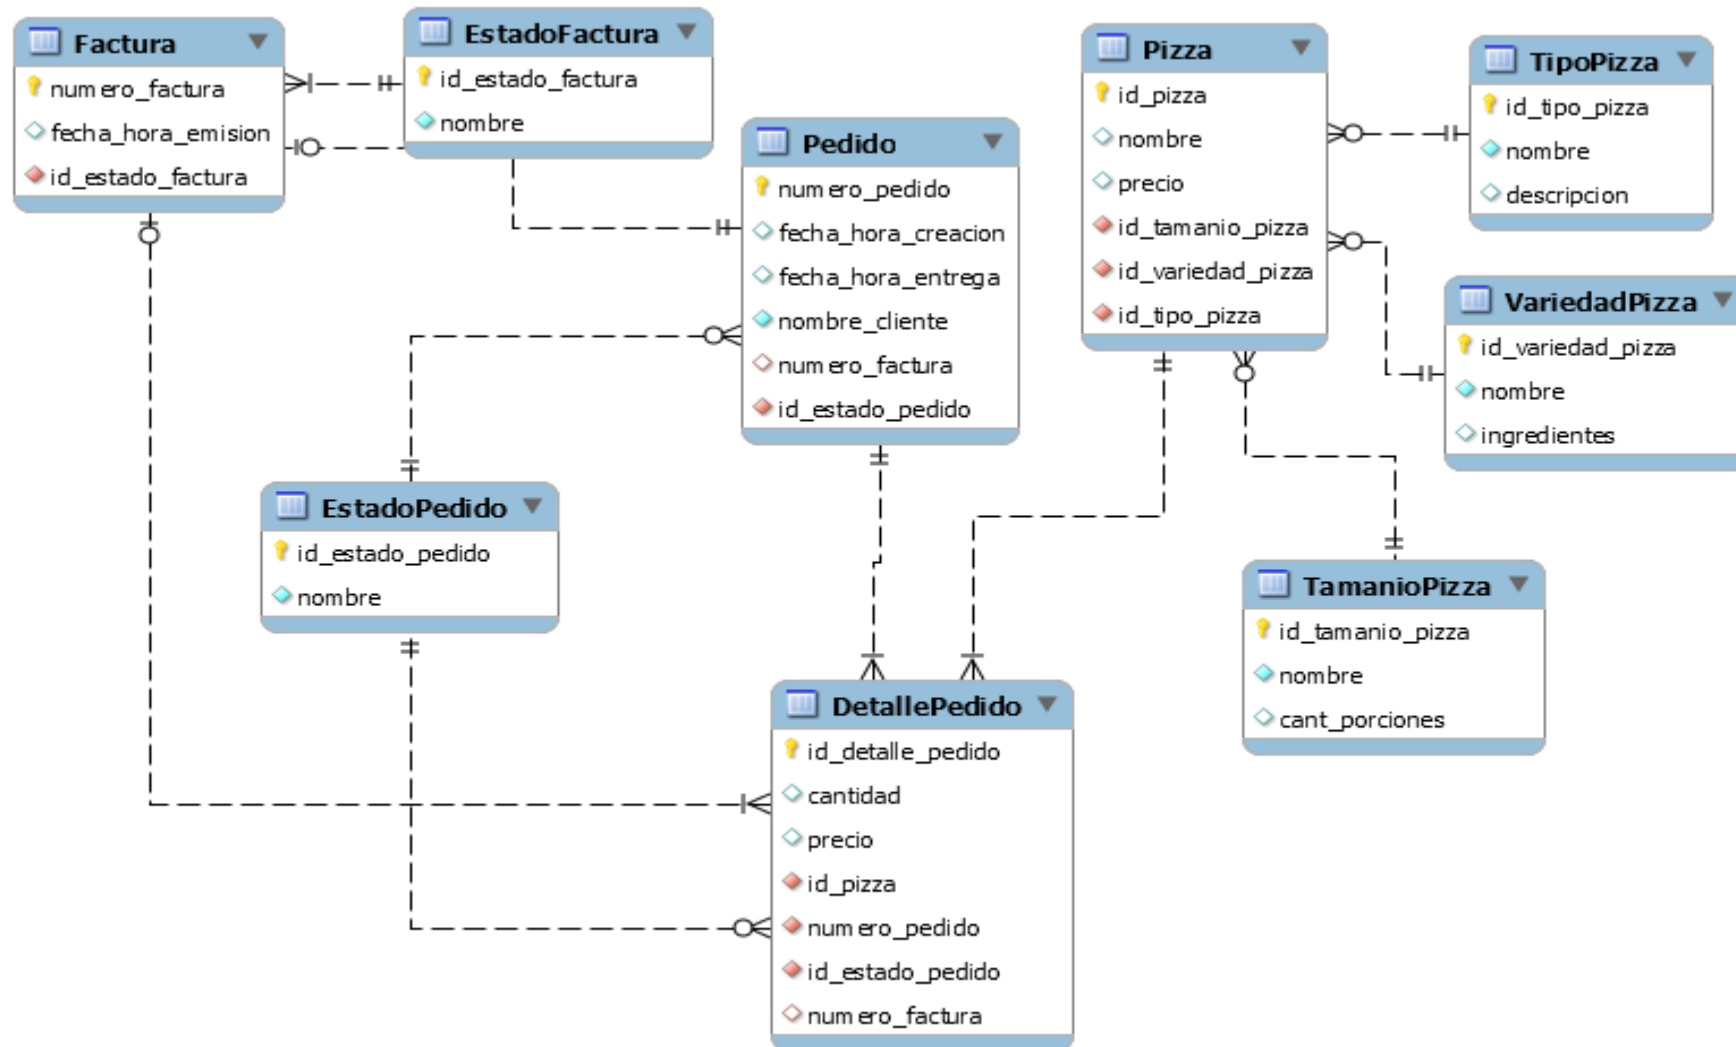 Factura
numero_factura
fecha_hora_emision
id_estado_factura
EstadoFactura
id_estado_factura
nombre
Pedido
numero_pedido
fecha_hora_creacion
fecha_hora_entrega
nombre_cliente
numero_factura
id_estado_pedido
Pizza
id_pizza
nombre
precio
id_tamanio_pizza
id_variedad_pizza
id_tipo_pizza
TipoPizza
id_tipo_pizza
nombre
descripcion
VariedadPizza
id_variedad_pizza
nombre
ingredientes
EstadoPedido
id_estado_pedido
nombre
TamanioPizza
id_tamanio_pizza
nombre
cant_porciones
DetallePedido
id_detalle_pedido
cantidad
precio
id_pizza
numero_pedido
id_estado_pedido
numero_factura